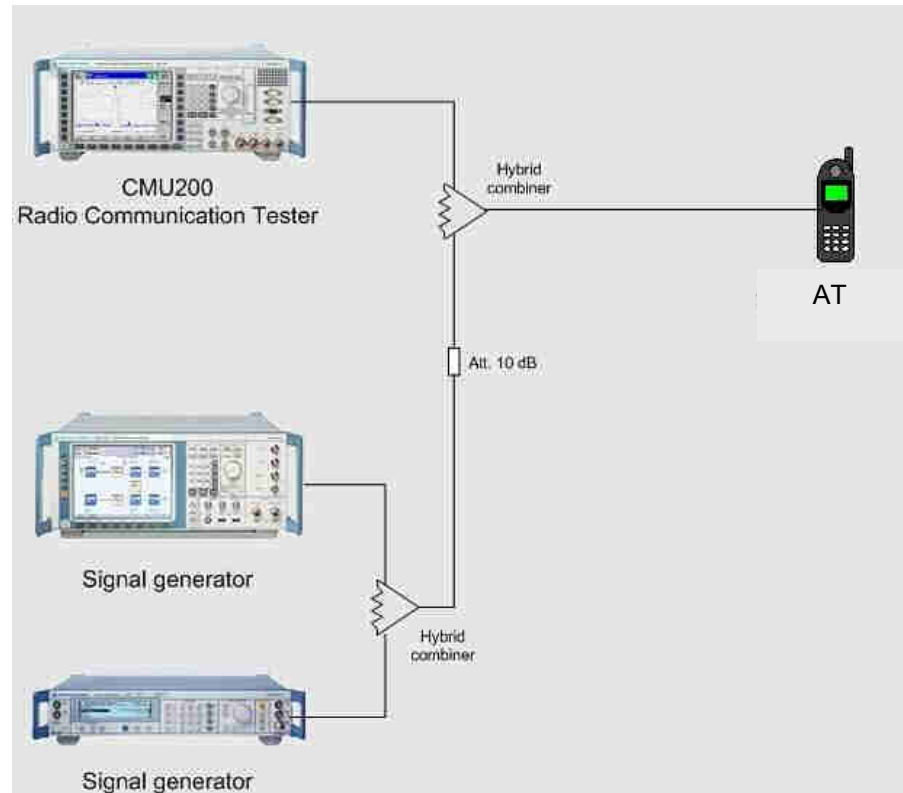 CMU200
Radio Communication Tester
Hybrid
combiner
AT
Att. 10 dB
Signal generator
Hybrid
combiner
Signal generator